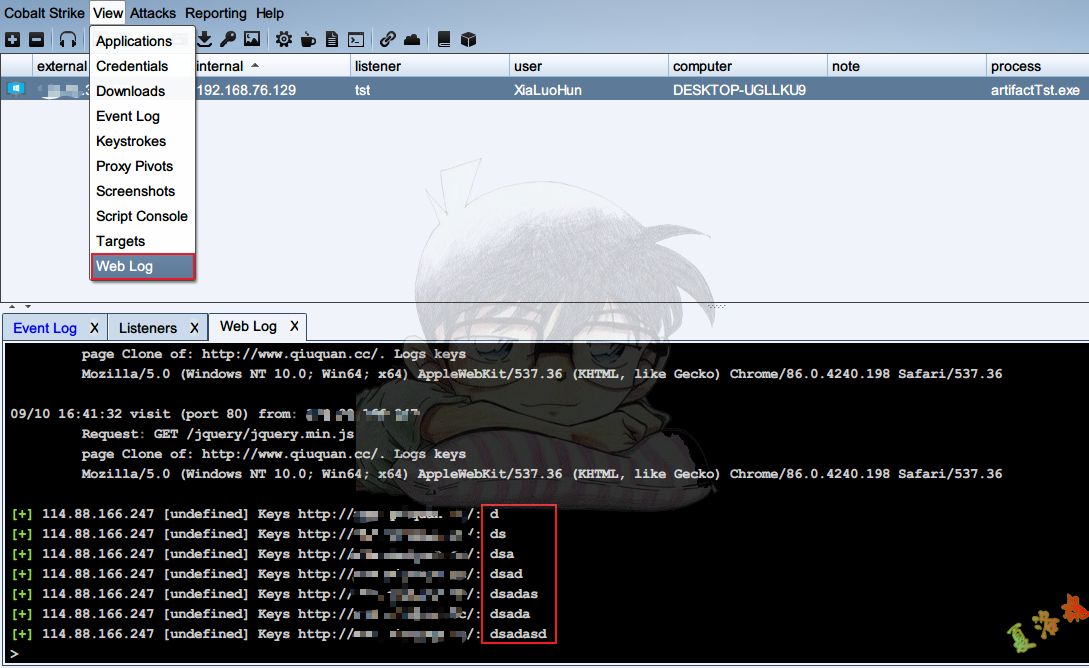 Cobalt Strike View Attacks Reporting Help
Applications
Credentials
Downloads
Event Log
Keystrokes
Proxy Pivots
Screenshots
Script Console
Targets
Web Log
external internal listener user computer note process
192.168.76.129 tst XiaLuoHun DESKTOP-UGLLKU9 artifactTst.exe
Event Log X Listeners X Web Log X
page Clone of: http://www.qiuquan.cc/. Logs keys
Mozilla/5.0 (Windows NT 10.0; Win64; x64) AppleWebKit/537.36 (KHTML, like Gecko) Chrome/86.0.4240.198 Safari/537.36
09/10 16:41:32 visit (port 80) from:
Request: GET /jquery/jquery.min.js
page Clone of: http://www.qiuquan.cc/. Logs keys
Mozilla/5.0 (Windows NT 10.0; Win64; x64) AppleWebKit/537.36 (KHTML, like Gecko) Chrome/86.0.4240.198 Safari/537.36
[+] 114.88.166.247 [undefined] Keys http:// /: d
[+] 114.88.166.247 [undefined] Keys http:// /: ds
[+] 114.88.166.247 [undefined] Keys http:// /: dsa
[+] 114.88.166.247 [undefined] Keys http:// /: dsad
[+] 114.88.166.247 [undefined] Keys http:// /: dsadas
[+] 114.88.166.247 [undefined] Keys http:// /: dsada
[+] 114.88.166.247 [undefined] Keys http:// /: dsadasd
>